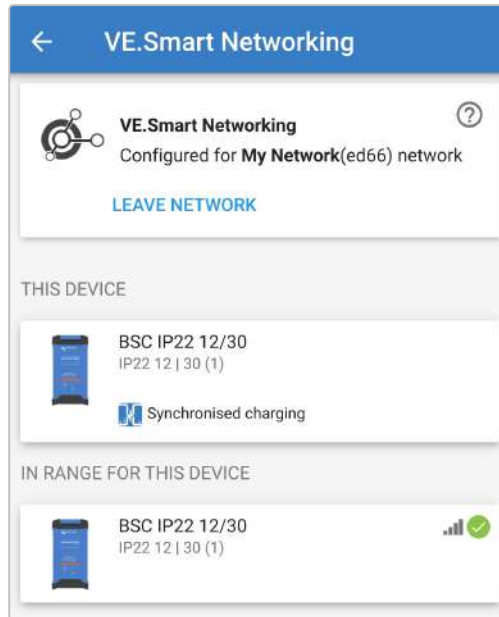 VE.Smart Networking
VE.Smart Networking
Configured for My Network(ed66) network
LEAVE NETWORK
THIS DEVICE
BSC IP22 12/30
IP22 12 | 30 (1)
Synchronised charging
IN RANGE FOR THIS DEVICE
BSC IP22 12/30
IP22 12 | 30 (1)